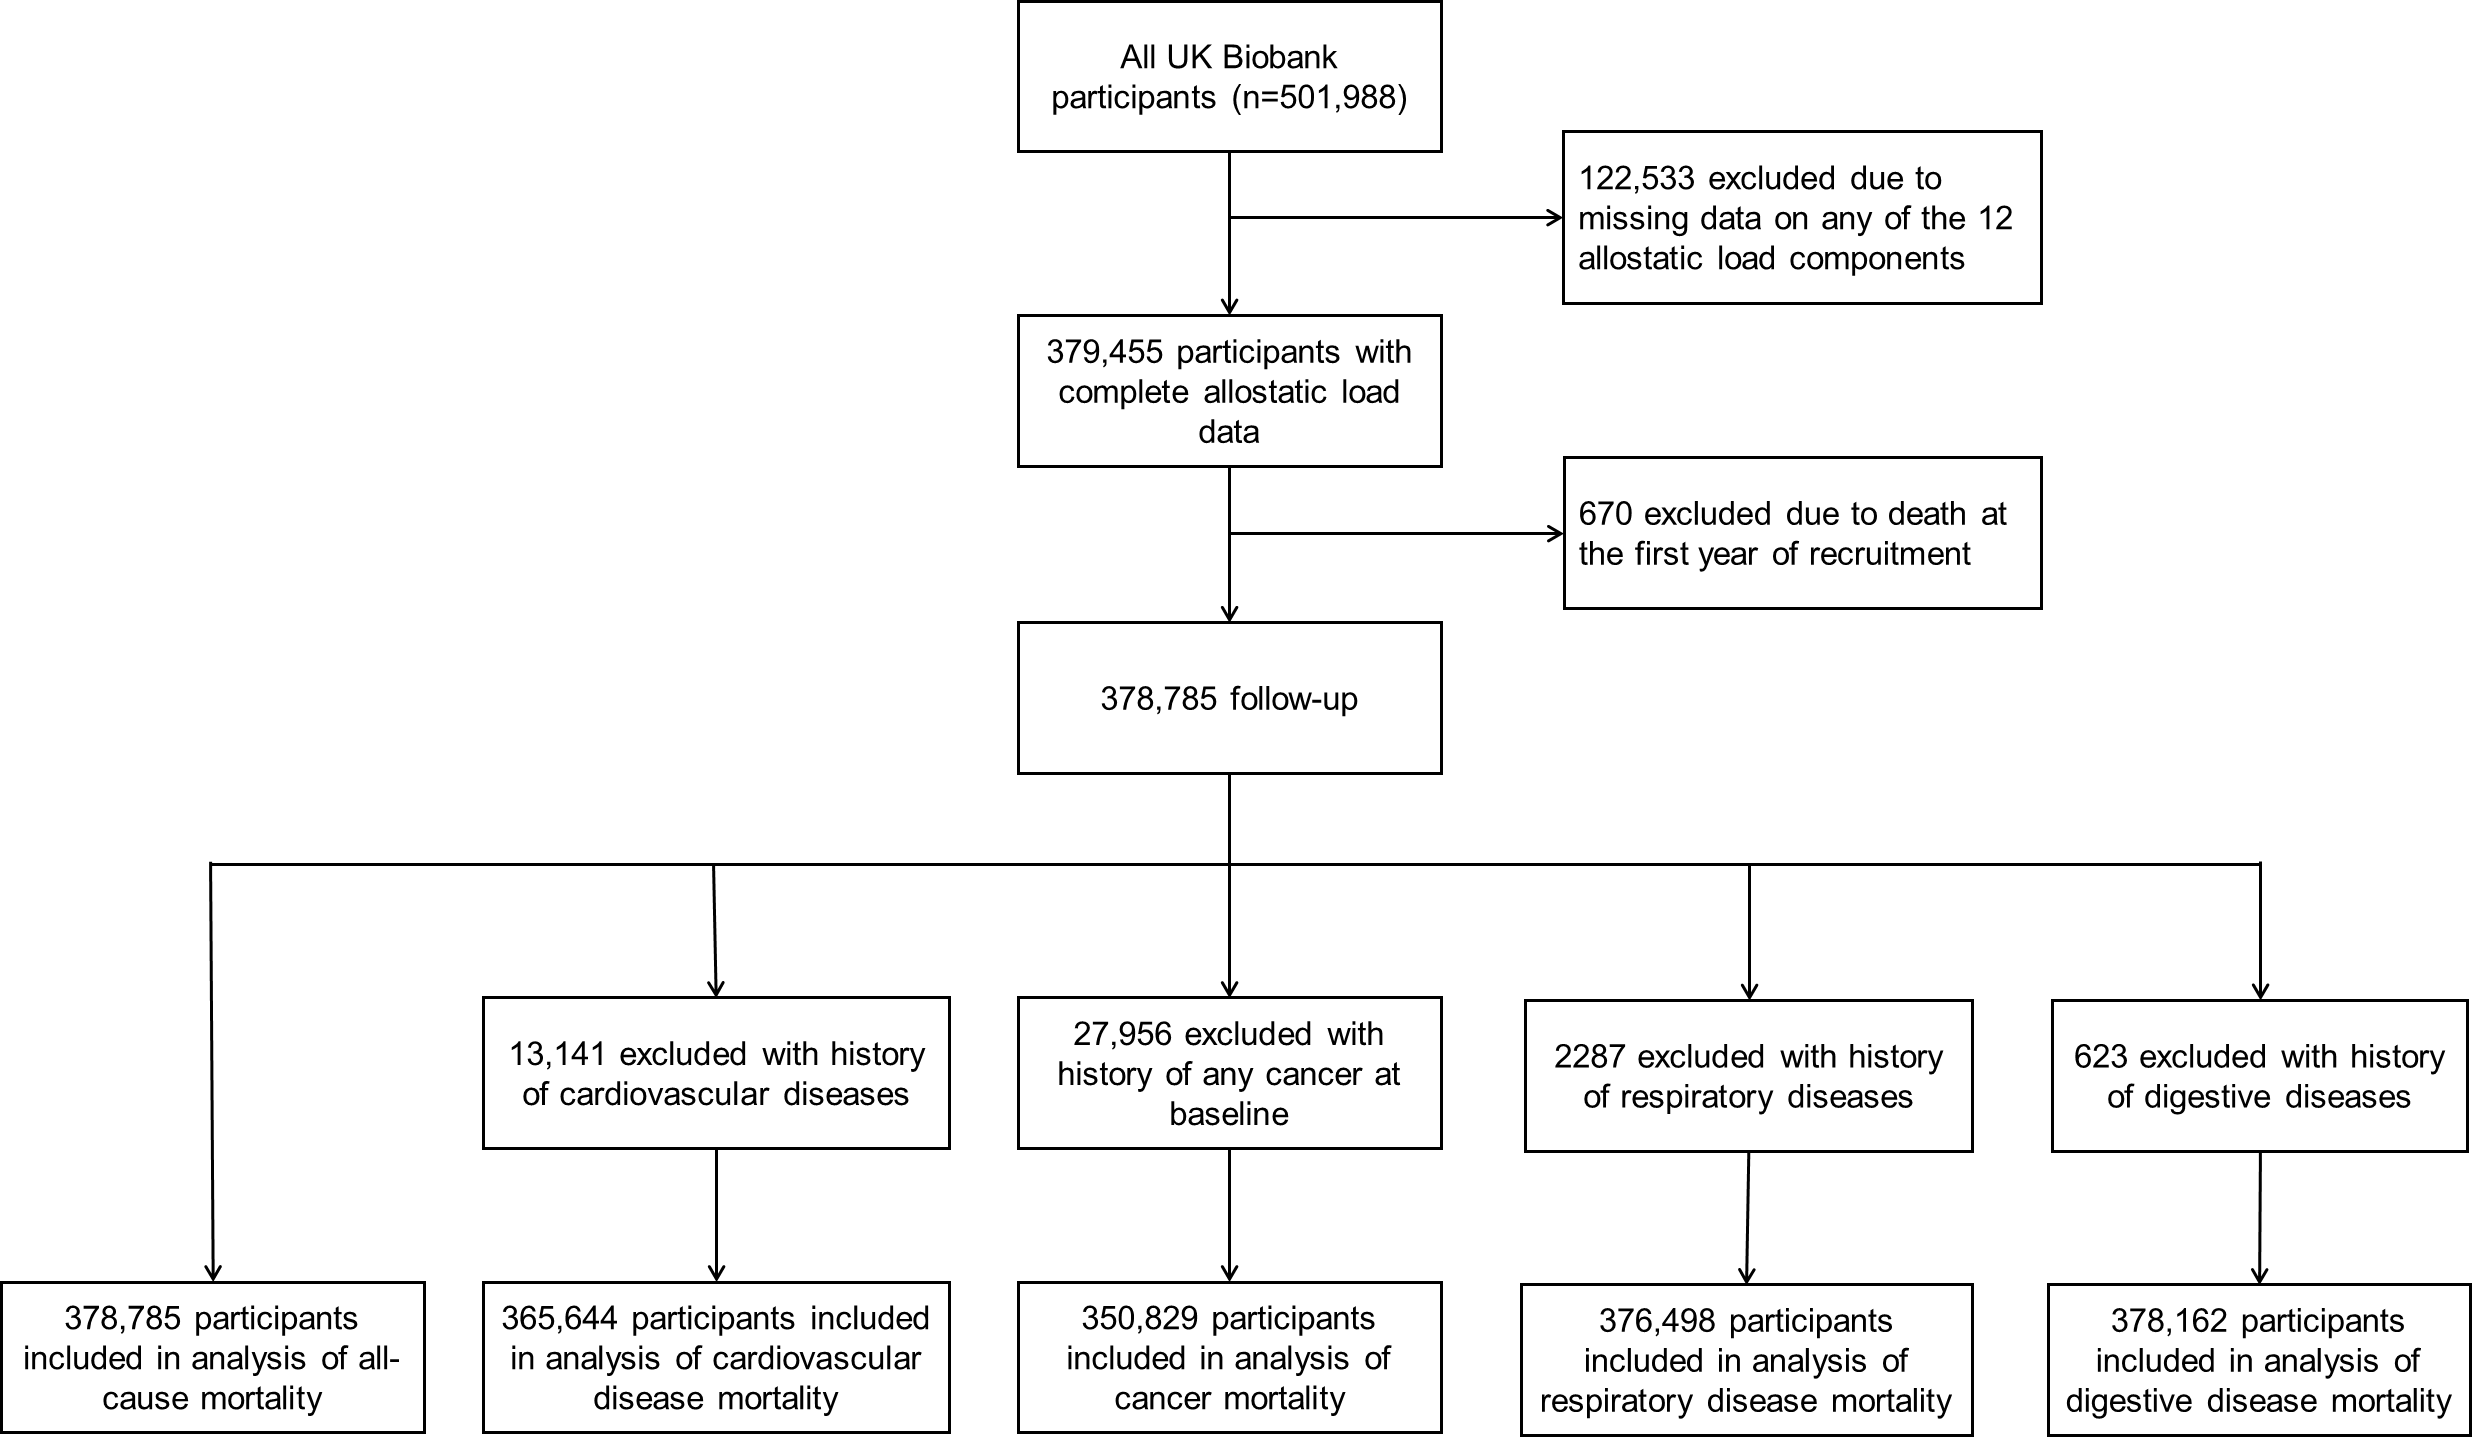 All UK Biobank
participants (n=501,988)
122,533 excluded due to
missing data on any of the 12
allostatic load components
379,455 participants with
complete allostatic load
data
670 excluded due to death at
the first year of recruitment
378,785 follow-up
13,141 excluded with history
of cardiovascular diseases
27,956 excluded with
history of any cancer at
baseline
2287 excluded with history
of respiratory diseases
623 excluded with history
of digestive diseases
378,785 participants
included in analysis of all-
cause mortality
365,644 participants included
in analysis of cardiovascular
disease mortality
350,829 participants
included in analysis of
cancer mortality
376,498 participants
included in analysis of
respiratory disease mortality
378,162 participants
included in analysis of
digestive disease mortality